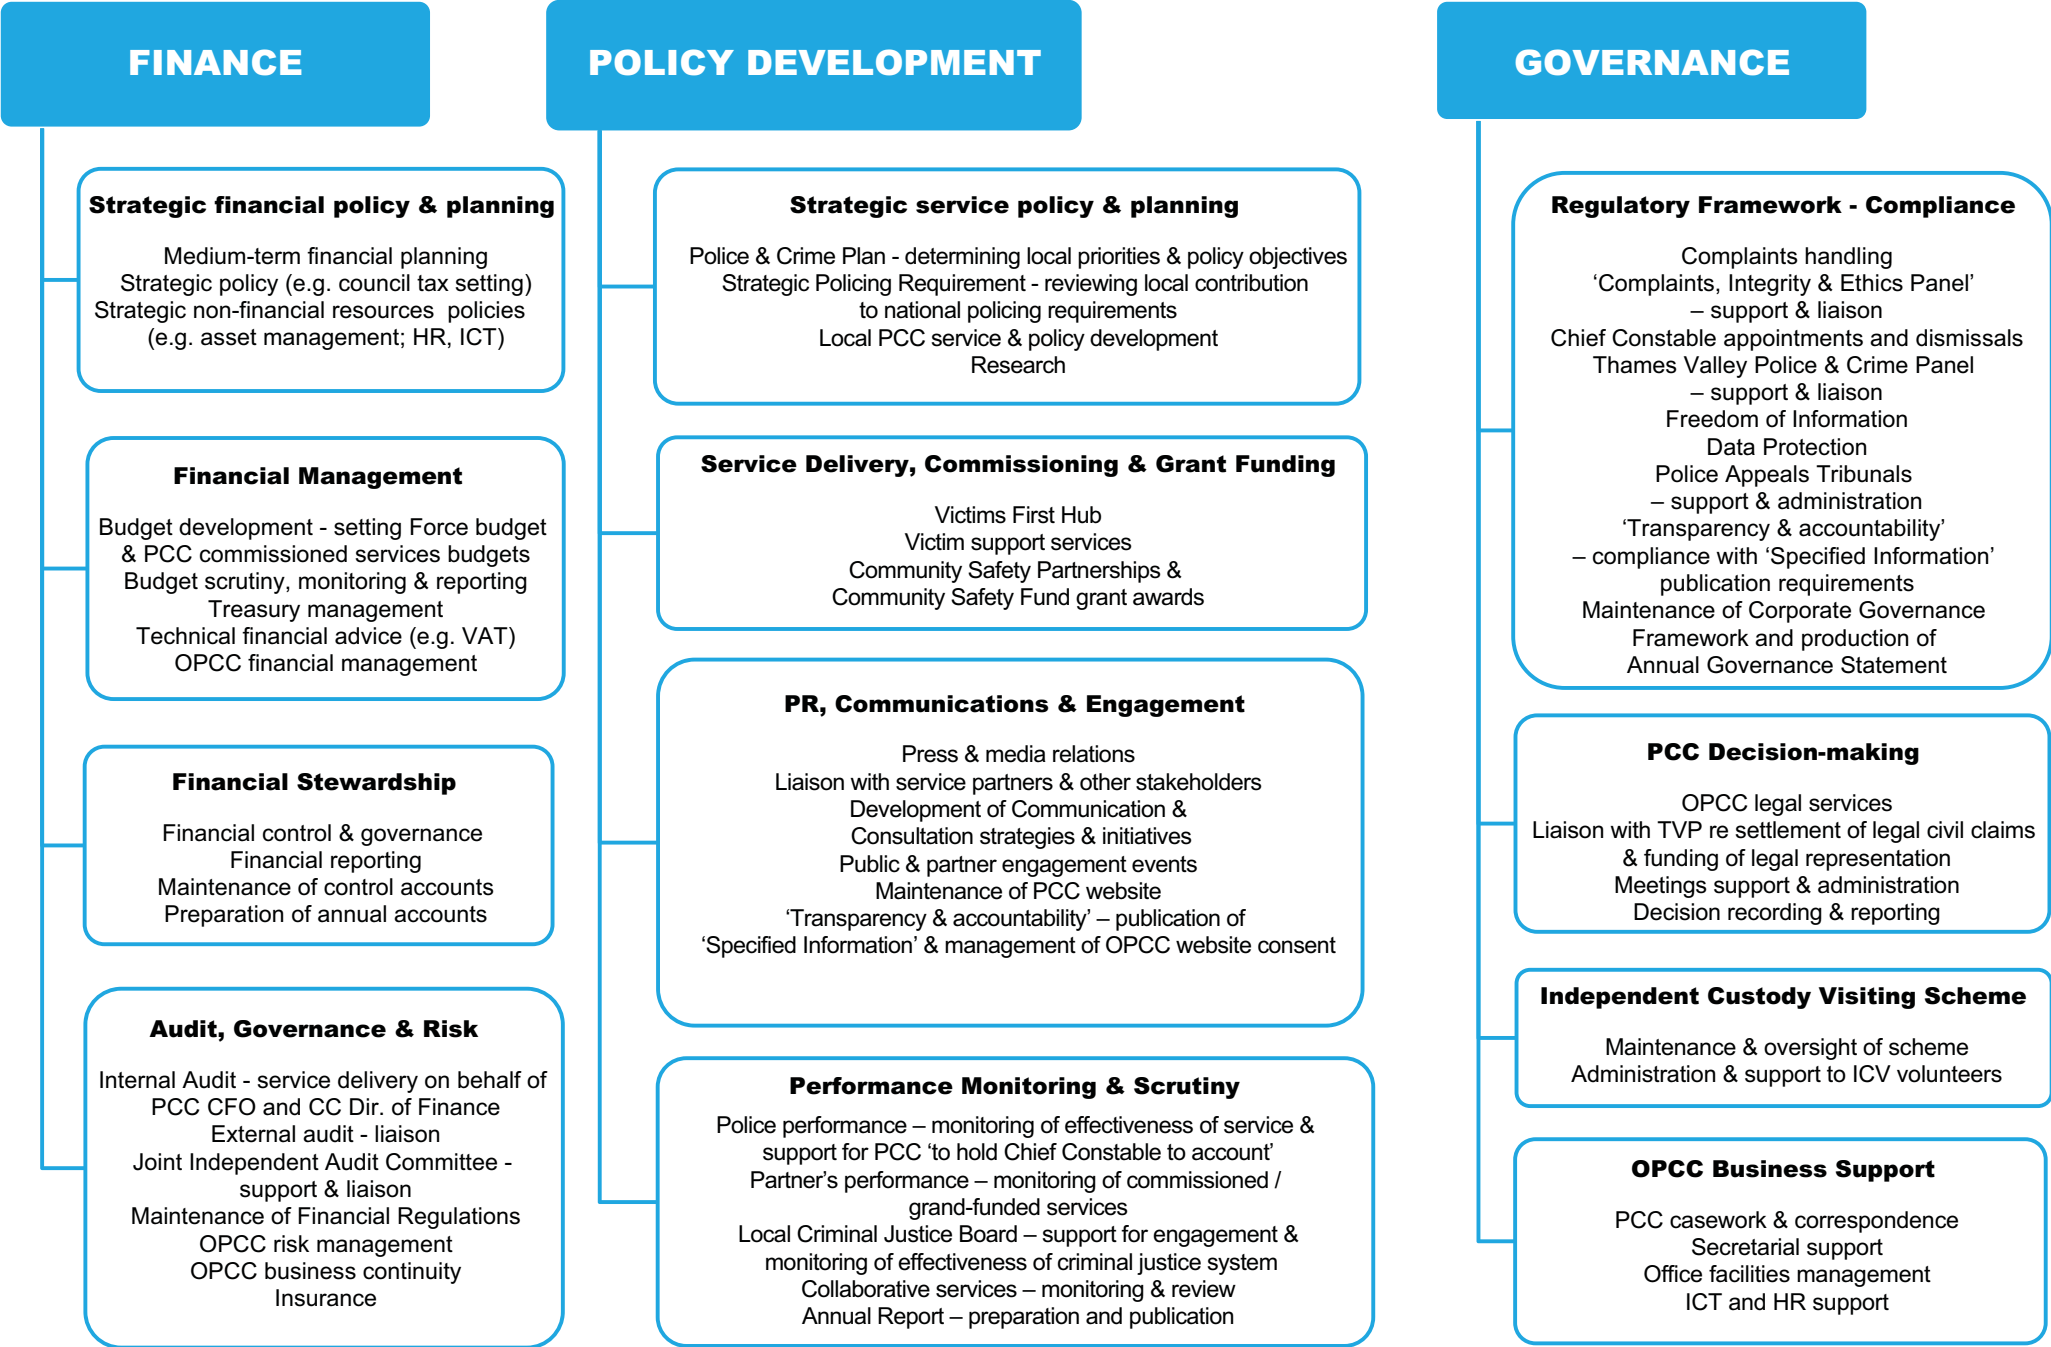 FINANCE
Strategic financial policy & planning
Medium-term financial planning
Strategic policy (e.g. council tax setting)
Strategic non-financial resources policies
(e.g. asset management; HR, ICT)
Financial Management
Budget development - setting Force budget
& PCC commissioned services budgets
Budget scrutiny, monitoring & reporting
Treasury management
Technical financial advice (e.g. VAT)
OPCC financial management
Financial Stewardship
Financial control & governance
Financial reporting
Maintenance of control accounts
Preparation of annual accounts
Audit, Governance & Risk
Internal Audit - service delivery on behalf of
PCC CFO and CC Dir. of Finance
External audit - liaison
Joint Independent Audit Committee -
support & liaison
Maintenance of Financial Regulations
OPCC risk management
OPCC business continuity
Insurance
POLICY DEVELOPMENT
Strategic service policy & planning
Police & Crime Plan - determining local priorities & policy objectives
Strategic Policing Requirement - reviewing local contribution
to national policing requirements
Local PCC service & policy development
Research
Service Delivery, Commissioning & Grant Funding
Victims First Hub
Victim support services
Community Safety Partnerships &
Community Safety Fund grant awards
PR, Communications & Engagement
Press & media relations
Liaison with service partners & other stakeholders
Development of Communication &
Consultation strategies & initiatives
Public & partner engagement events
Maintenance of PCC website
‘Transparency & accountability’ – publication of
‘Specified Information’ & management of OPCC website consent
Performance Monitoring & Scrutiny
Police performance – monitoring of effectiveness of service &
support for PCC ‘to hold Chief Constable to account’
Partner’s performance – monitoring of commissioned /
grand-funded services
Local Criminal Justice Board – support for engagement &
monitoring of effectiveness of criminal justice system
Collaborative services – monitoring & review
Annual Report – preparation and publication
GOVERNANCE
Regulatory Framework - Compliance
Complaints handling
‘Complaints, Integrity & Ethics Panel’
– support & liaison
Chief Constable appointments and dismissals
Thames Valley Police & Crime Panel
– support & liaison
Freedom of Information
Data Protection
Police Appeals Tribunals
– support & administration
‘Transparency & accountability’
– compliance with ‘Specified Information’
publication requirements
Maintenance of Corporate Governance
Framework and production of
Annual Governance Statement
PCC Decision-making
OPCC legal services
Liaison with TVP re settlement of legal civil claims
& funding of legal representation
Meetings support & administration
Decision recording & reporting
Independent Custody Visiting Scheme
Maintenance & oversight of scheme
Administration & support to ICV volunteers
OPCC Business Support
PCC casework & correspondence
Secretarial support
Office facilities management
ICT and HR support